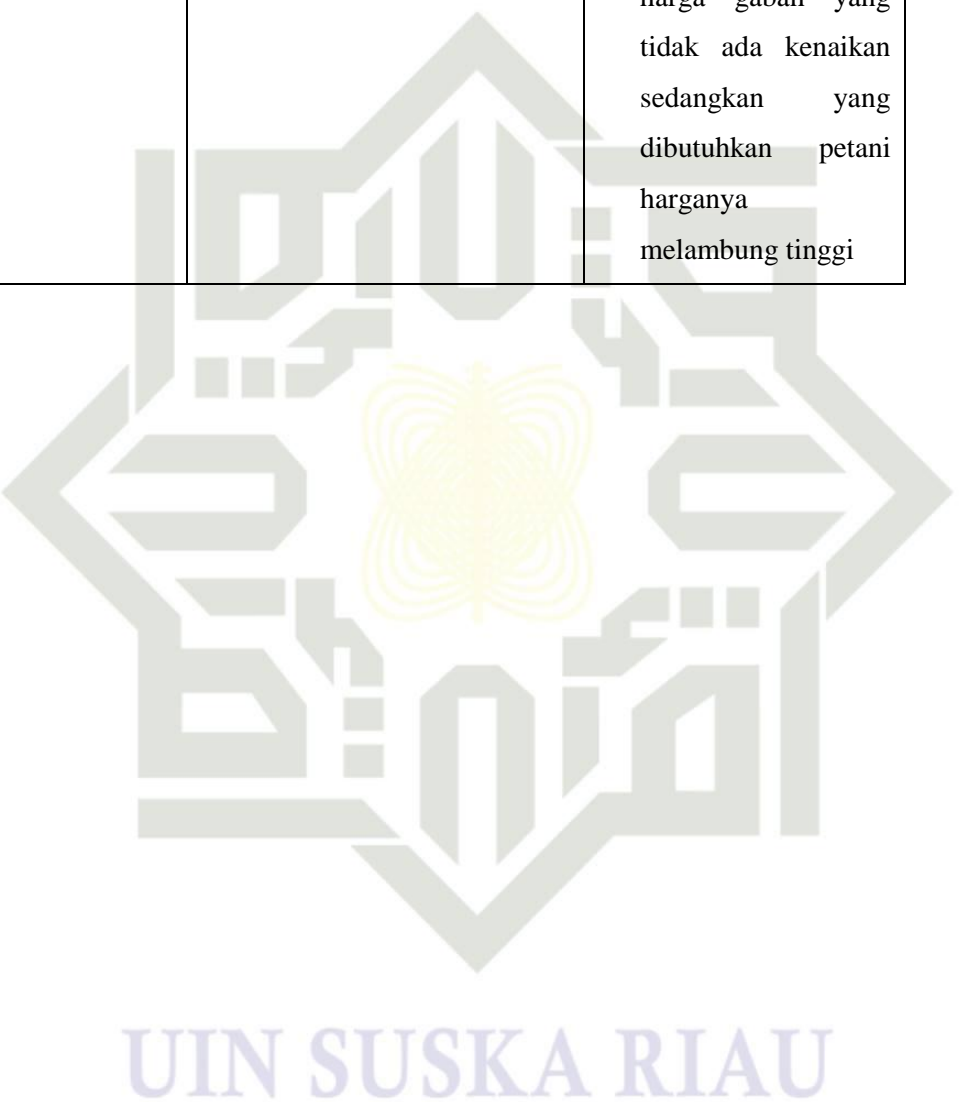 harga gabah yang
tidak ada kenaikan
sedangkan yang
dibutuhkan petani
harganya
melambung tinggi
UIN SUSKA RIAU